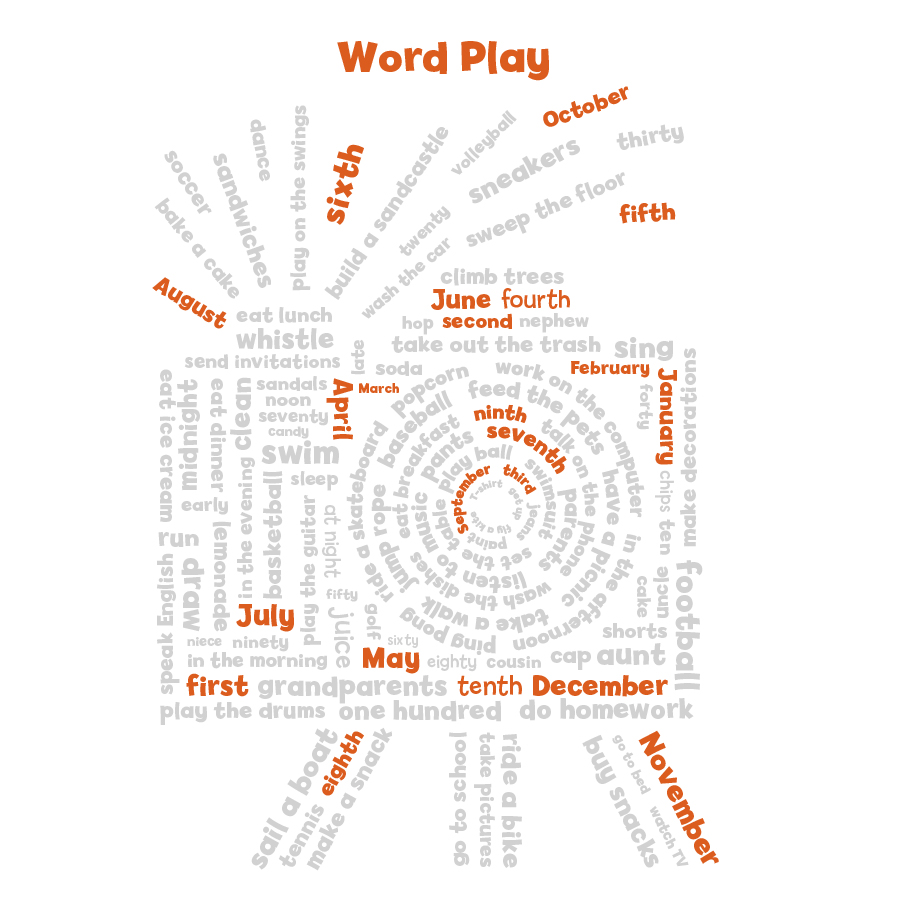 Word Play
October
thirty
volleyball
sneakers
play on the swings
dance
sixth
build a sandcastle
soccer
sandwiches
sweep the floor
fifth
bake a cake
twenty
wash the car
climb trees
August
June fourth
eat lunch
hop second nephew
whistle
late
take out the trash
sing
send invitations
soda
popcorn
work on the computer
February
January
forty
make decorations
eat ice cream
midnight
eat dinner
clean
sandals
April
March
noon
seventy
candy
swim
sleep
baseball
feed the pets
ninth
seventh
talk on the phone
eat breakfast
pants
play ball
swimsuit
September
third
T-shirt
get up
fly a kite
jeans
paint
parents
have a picnic
in the afternoon
ride a skateboard
jump rope
listen to music
set the table
wash the dishes
take a walk
ping pong
chips
ten
early
run
draw
lemonade
in the evening
basketball
play the guitar
at night
fifty
speak English
July
juice
golf
sixty
cake
uncle
football
shorts
niece
ninety
in the morning
May
eighty
cousin
cap
aunt
first
grandparents
tenth
December
play the drums
one hundred
do homework
sail a boat
eighth
tennis
make a snack
go to school
take pictures
ride a bike
buy snacks
go to bed
watch TV
November